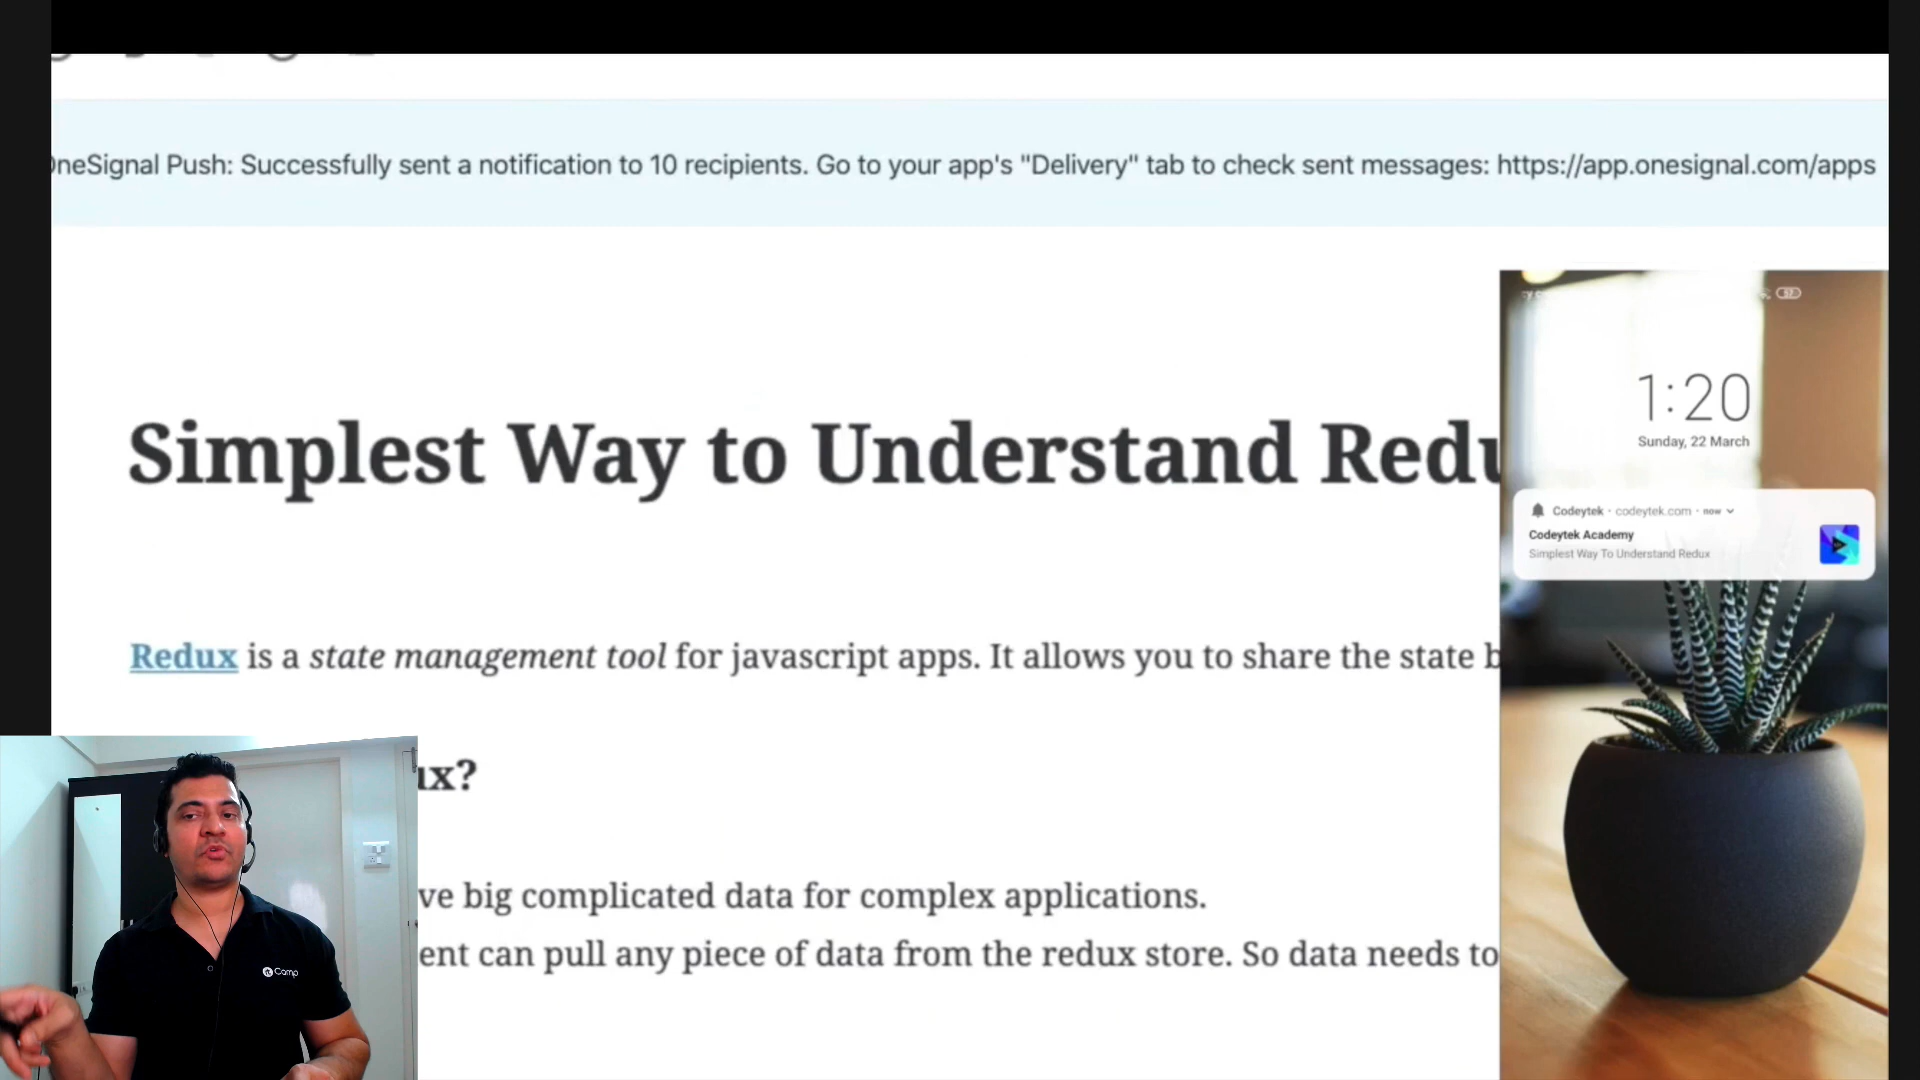 OneSignal Push: Successfully sent a notification to 10 recipients. Go to your app's "Delivery" tab to check sent messages: https://app.onesignal.com/apps
Simplest Way to Understand Redu
1:20
Sunday, 22 March
Codeytek · codeytek.com · now
Codeytek Academy
Simplest Way To Understand Redux
Redux is a state management tool for javascript apps. It allows you to share the state b
ux?
ve big complicated data for complex applications.
ent can pull any piece of data from the redux store. So data needs to
Camp